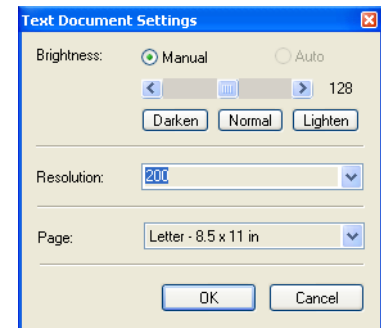 Text Document Settings
Brightness: Manual Auto
128
Darken Normal Lighten
Resolution: 200
Page: Letter - 8.5 x 11 in
OK Cancel